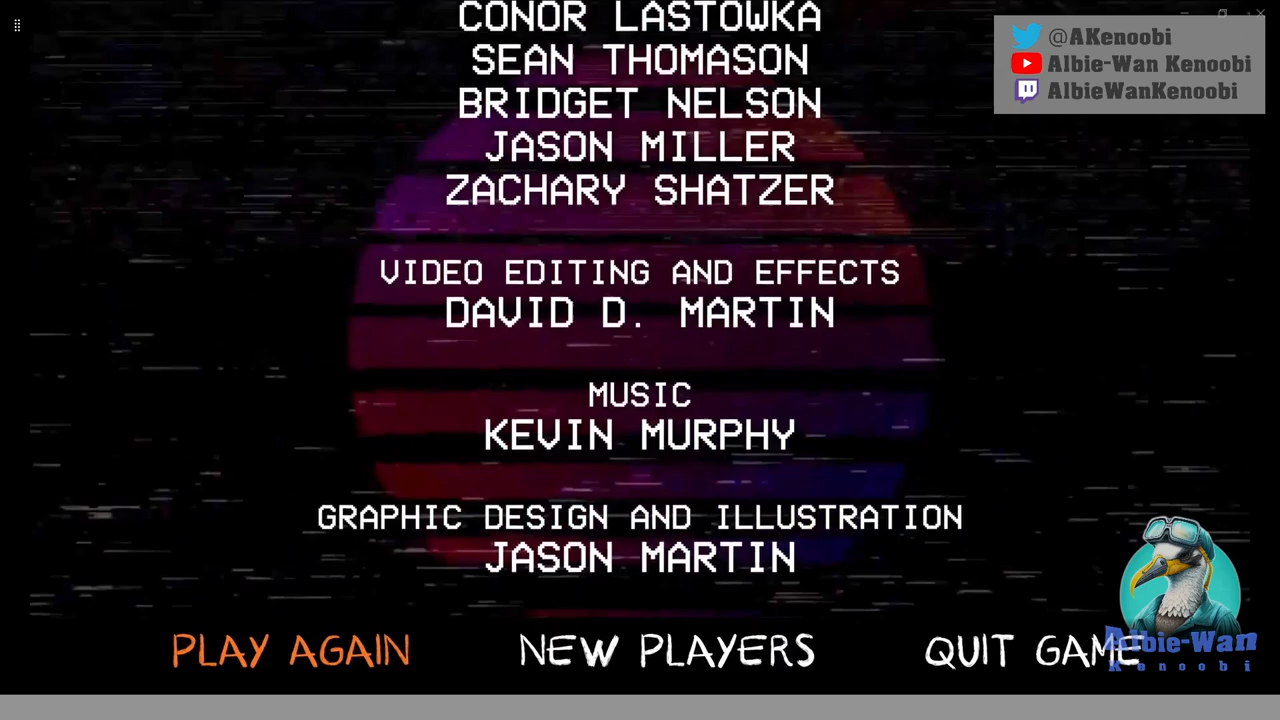 CONOR LASTOWKA
SEAN THOMASON
BRIDGET NELSON
JASON MILLER
ZACHARY SHATZER
VIDEO EDITING AND EFFECTS
DAVID D. MARTIN
MUSIC
KEVIN MURPHY
GRAPHIC DESIGN AND ILLUSTRATION
JASON MARTIN
PLAY AGAIN
NEW PLAYERS
QUIT GAME
@AKenoobi
Albie-Wan Kenoobi
AlbieWanKenoobi
Albie-Wan
Kenoobi